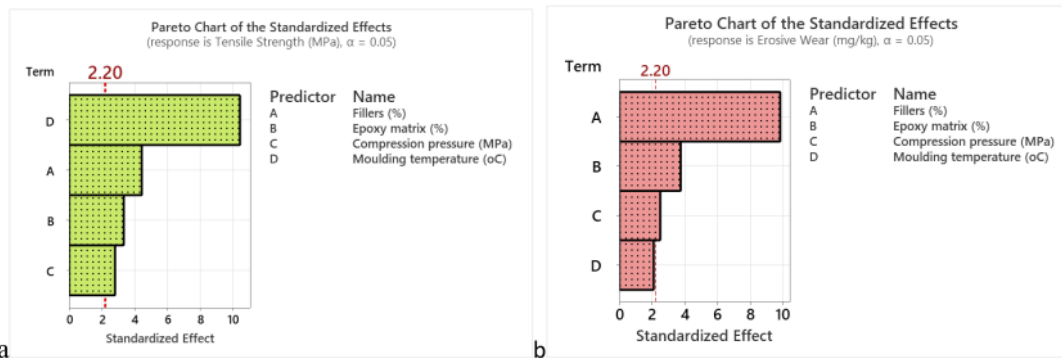 Pareto Chart of the Standardized Effects
(response is Tensile Strength (MPa), α = 0.05)
Term
2.20
D
A
B
C
0 2 4 6 8 10
Standardized Effect
Predictor Name
A Fillers (%)
B Epoxy matrix (%)
C Compression pressure (MPa)
D Moulding temperature (oC)
a
Pareto Chart of the Standardized Effects
(response is Erosive Wear (mg/kg), α = 0.05)
Term
2.20
A
B
C
D
0 2 4 6 8 10
Standardized Effect
Predictor Name
A Fillers (%)
B Epoxy matrix (%)
C Compression pressure (MPa)
D Moulding temperature (oC)
b